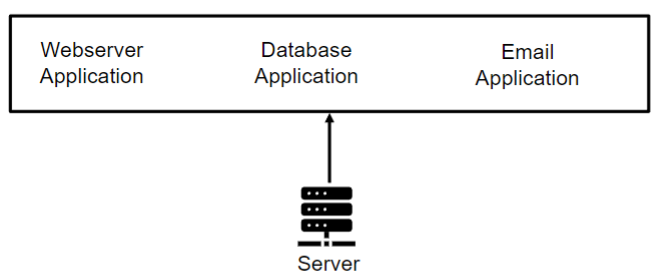 Webserver
Application
Database
Application
Email
Application
Server